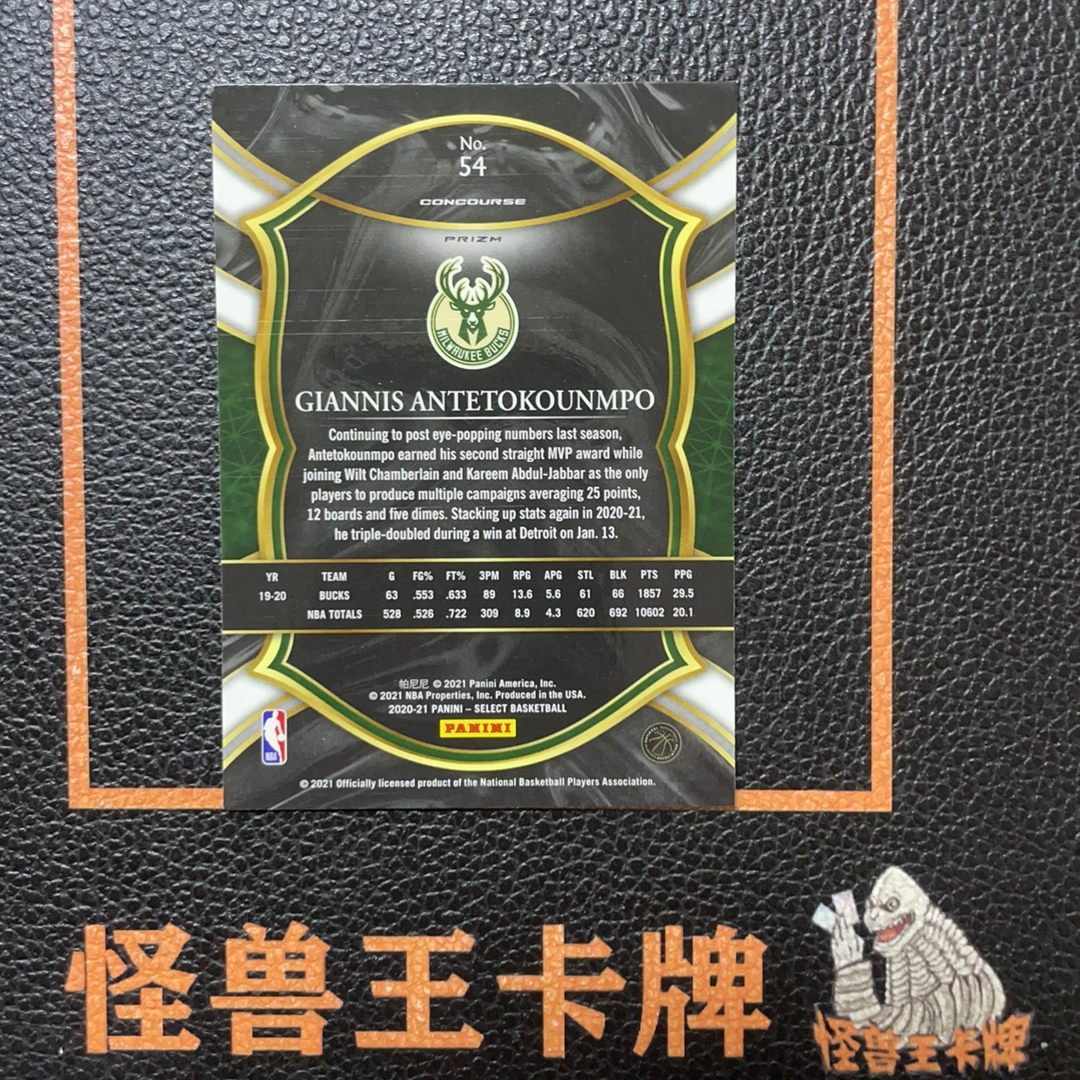 No.
54
CONCOURSE
PRIZM
MILWAUKEE BUCKS
GIANNIS ANTETOKOUNMPO
Continuing to post eye-popping numbers last season,
Antetokounmpo earned his second straight MVP award while
joining Wilt Chamberlain and Kareem Abdul-Jabbar as the only
players to produce multiple campaigns averaging 25 points,
12 boards and five dimes. Stacking up stats again in 2020-21,
he triple-doubled during a win at Detroit on Jan. 13.
YR TEAM G FG% FT% 3PM RPG APG STL BLK PTS PPG
19-20 BUCKS 63 .553 .633 89 13.6 5.6 61 66 1857 29.5
NBA TOTALS 528 .526 .722 309 8.9 4.3 620 692 10602 20.1
帕尼尼 © 2021 Panini America, Inc.
© 2021 NBA Properties, Inc. Produced in the USA.
2020-21 PANINI – SELECT BASKETBALL
PANINI
NBA
© 2021 Officially licensed product of the National Basketball Players Association.
怪兽王卡牌
怪兽王卡牌